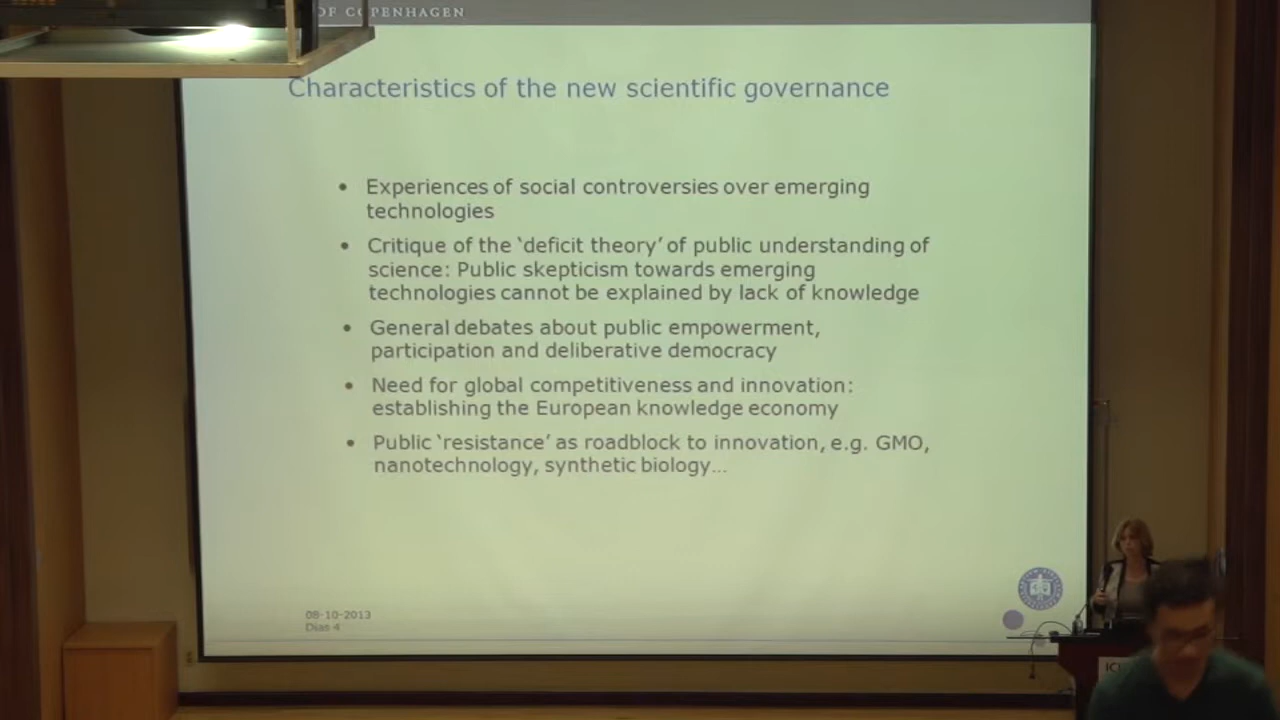 OF COPENHAGEN
Characteristics of the new scientific governance
• Experiences of social controversies over emerging
technologies
• Critique of the ‘deficit theory’ of public understanding of
science: Public skepticism towards emerging
technologies cannot be explained by lack of knowledge
• General debates about public empowerment,
participation and deliberative democracy
• Need for global competitiveness and innovation:
establishing the European knowledge economy
• Public ‘resistance’ as roadblock to innovation, e.g. GMO,
nanotechnology, synthetic biology…
08-10-2013
Dias 4